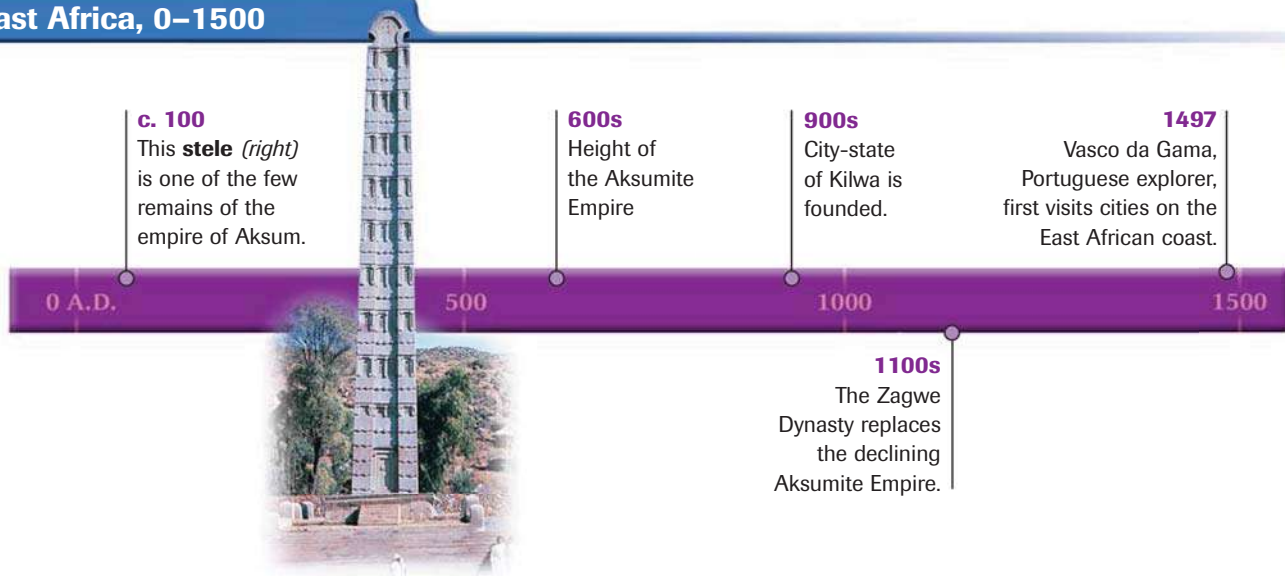 ast Africa, 0–1500
c. 100
This stele (right)
is one of the few
remains of the
empire of Aksum.
600s
Height of
the Aksumite
Empire
900s
City-state
of Kilwa is
founded.
1497
Vasco da Gama,
Portuguese explorer,
first visits cities on the
East African coast.
0 A.D.
500
1000
1500
1100s
The Zagwe
Dynasty replaces
the declining
Aksumite Empire.